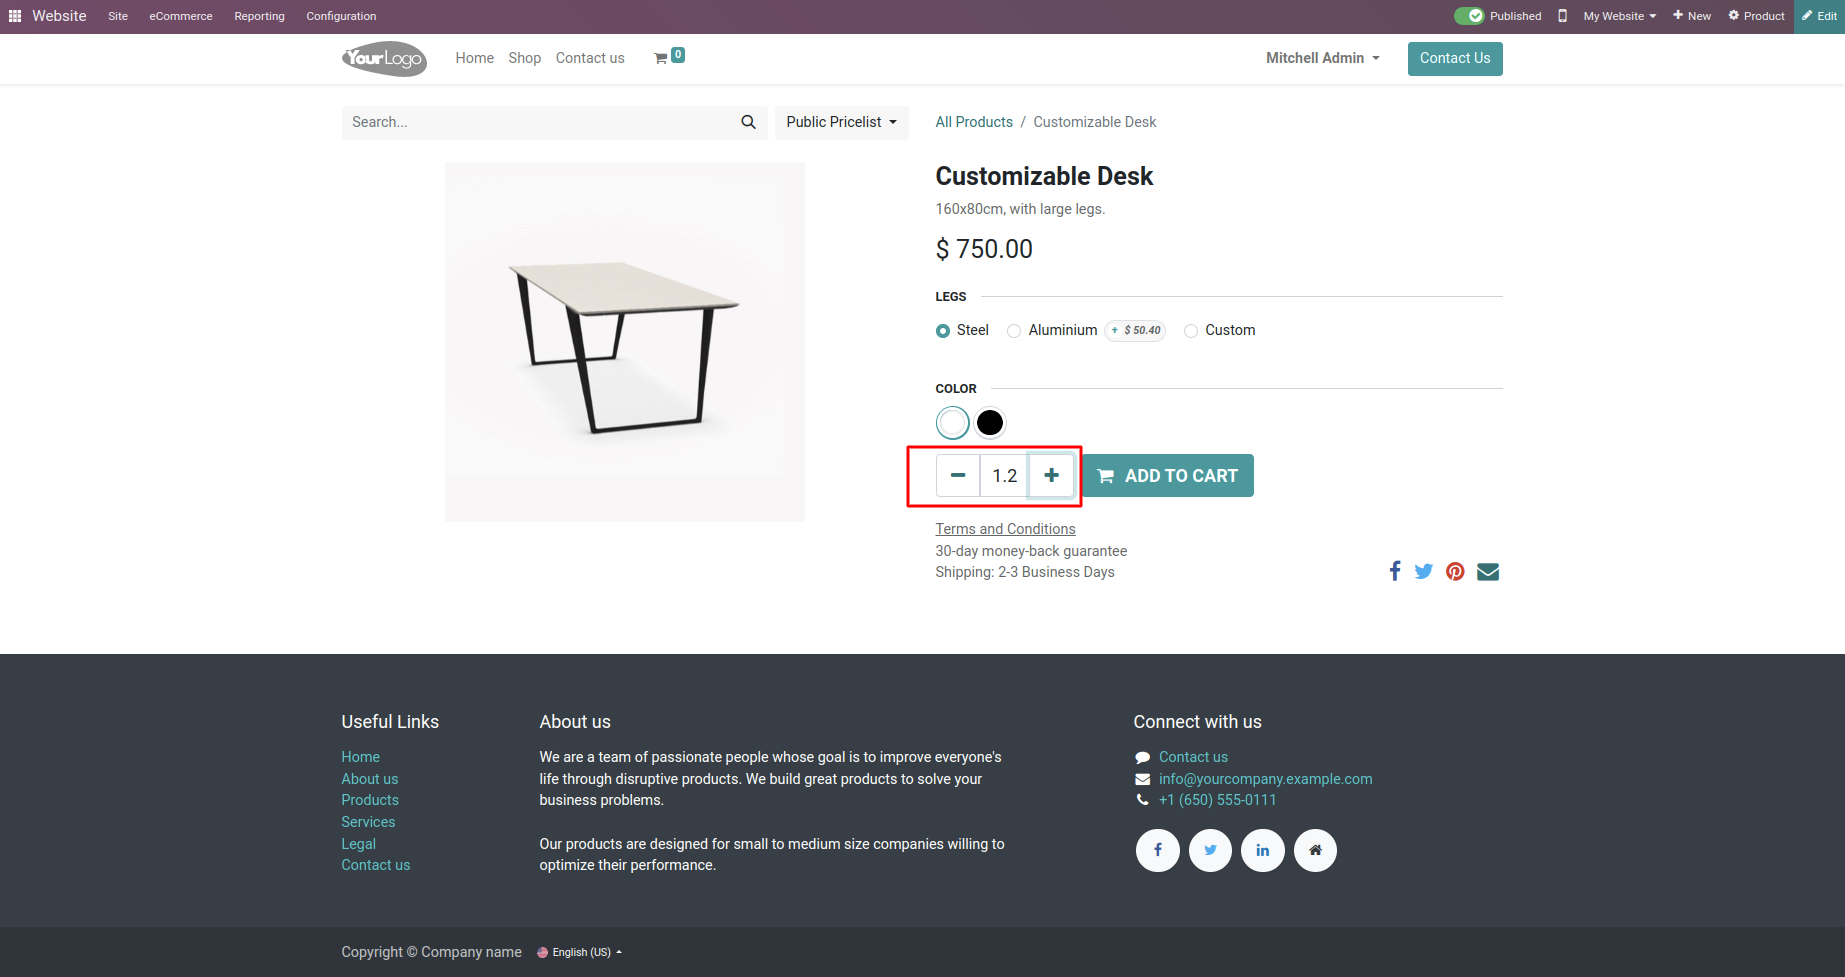 Website Site eCommerce Reporting Configuration Published My Website New Product Edit
YourLogo Home Shop Contact us 0 Mitchell Admin Contact Us
Search... Public Pricelist All Products / Customizable Desk
Customizable Desk
160x80cm, with large legs.
$ 750.00
LEGS
Steel Aluminium + $ 50.40 Custom
COLOR
1.2 ADD TO CART
Terms and Conditions
30-day money-back guarantee
Shipping: 2-3 Business Days
Useful Links
Home
About us
Products
Services
Legal
Contact us
About us
We are a team of passionate people whose goal is to improve everyone's
life through disruptive products. We build great products to solve your
business problems.
Our products are designed for small to medium size companies willing to
optimize their performance.
Connect with us
Contact us
info@yourcompany.example.com
+1 (650) 555-0111
Copyright © Company name English (US)